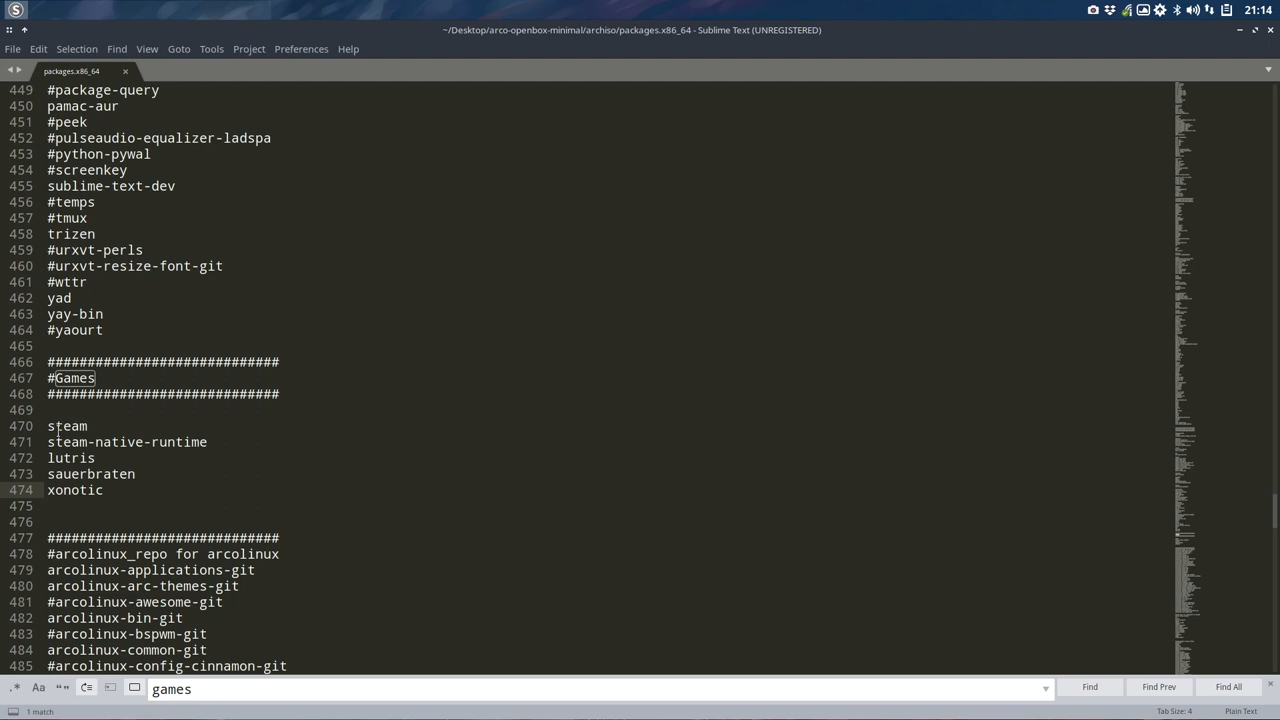 21:14
~/Desktop/arco-openbox-minimal/archiso/packages.x86_64 - Sublime Text (UNREGISTERED)
File Edit Selection Find View Goto Tools Project Preferences Help
packages.x86_64
449 #package-query
450 pamac-aur
451 #peek
452 #pulseaudio-equalizer-ladspa
453 #python-pywal
454 #screenkey
455 sublime-text-dev
456 #temps
457 #tmux
458 trizen
459 #urxvt-perls
460 #urxvt-resize-font-git
461 #wttr
462 yad
463 yay-bin
464 #yaourt
465
466 #############################
467 #Games
468 #############################
469
470 steam
471 steam-native-runtime
472 lutris
473 sauerbraten
474 xonotic
475
476
477 #############################
478 #arcolinux_repo for arcolinux
479 arcolinux-applications-git
480 arcolinux-arc-themes-git
481 #arcolinux-awesome-git
482 arcolinux-bin-git
483 #arcolinux-bspwm-git
484 arcolinux-common-git
485 #arcolinux-config-cinnamon-git
.* Aa “” games Find Find Prev Find All
1 match Tab Size: 4 Plain Text